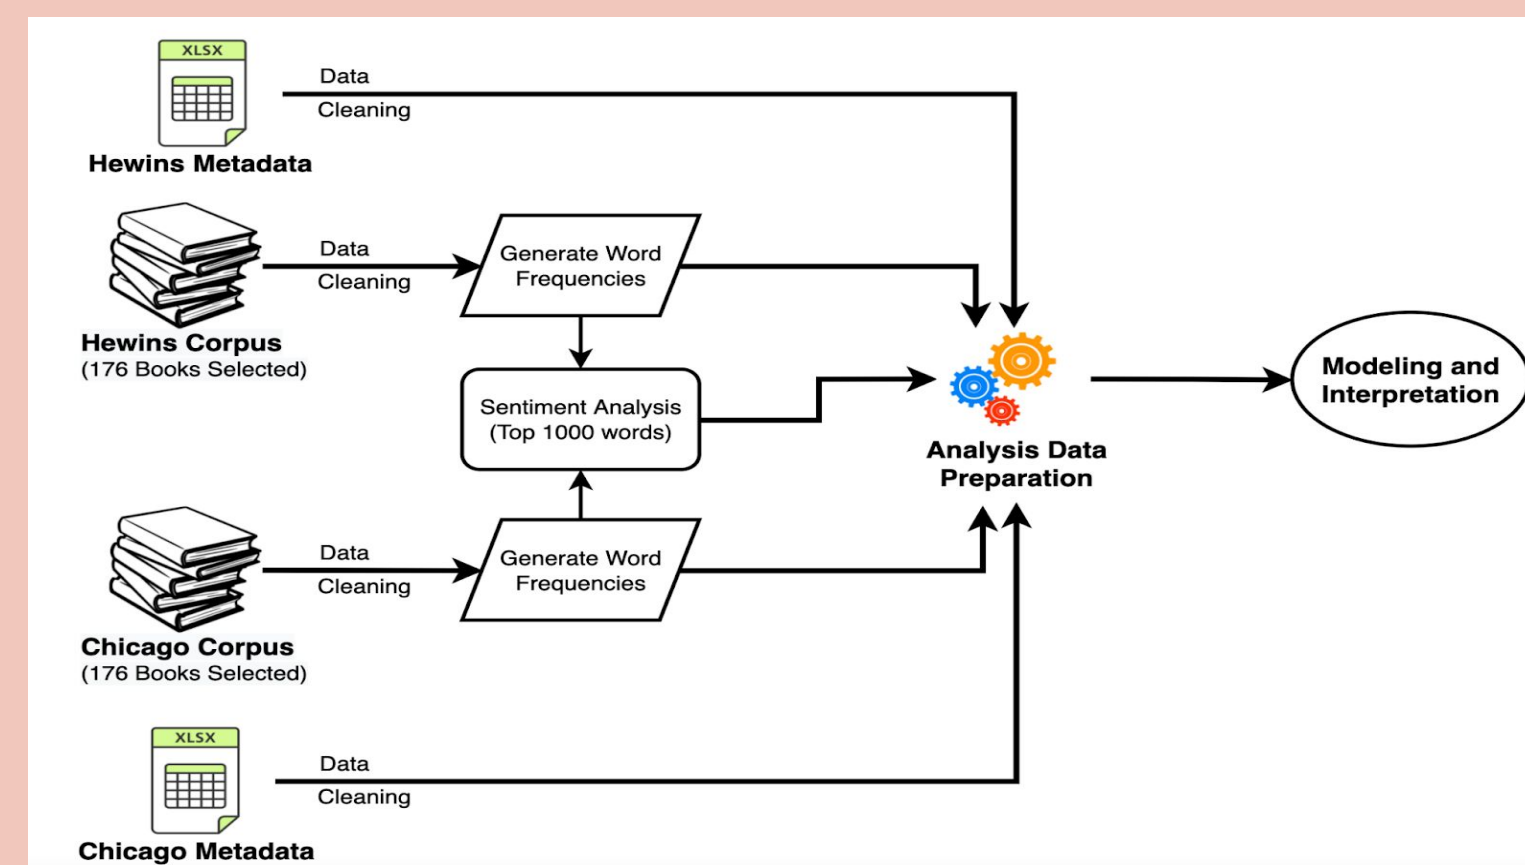 XLSX
Data
Cleaning
Hewins Metadata
Data
Cleaning
Generate Word
Frequencies
Hewins Corpus
(176 Books Selected)
Sentiment Analysis
(Top 1000 words)
Modeling and
Interpretation
Analysis Data
Preparation
Data
Cleaning
Generate Word
Frequencies
Chicago Corpus
(176 Books Selected)
XLSX
Data
Cleaning
Chicago Metadata